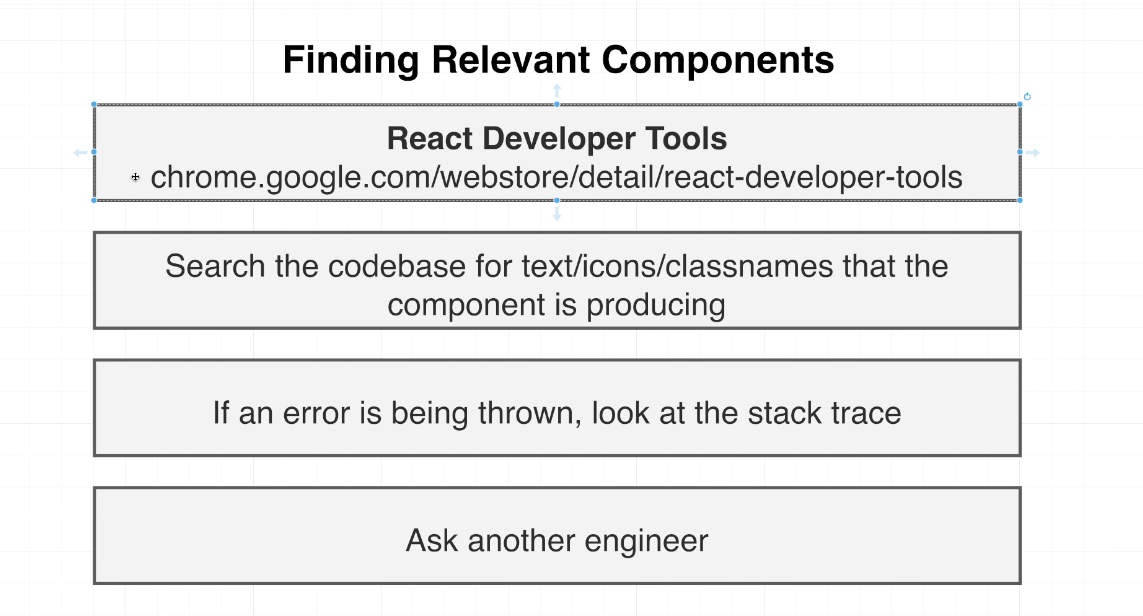 Finding Relevant Components
React Developer Tools
chrome.google.com/webstore/detail/react-developer-tools
Search the codebase for text/icons/classnames that the
component is producing
If an error is being thrown, look at the stack trace
Ask another engineer